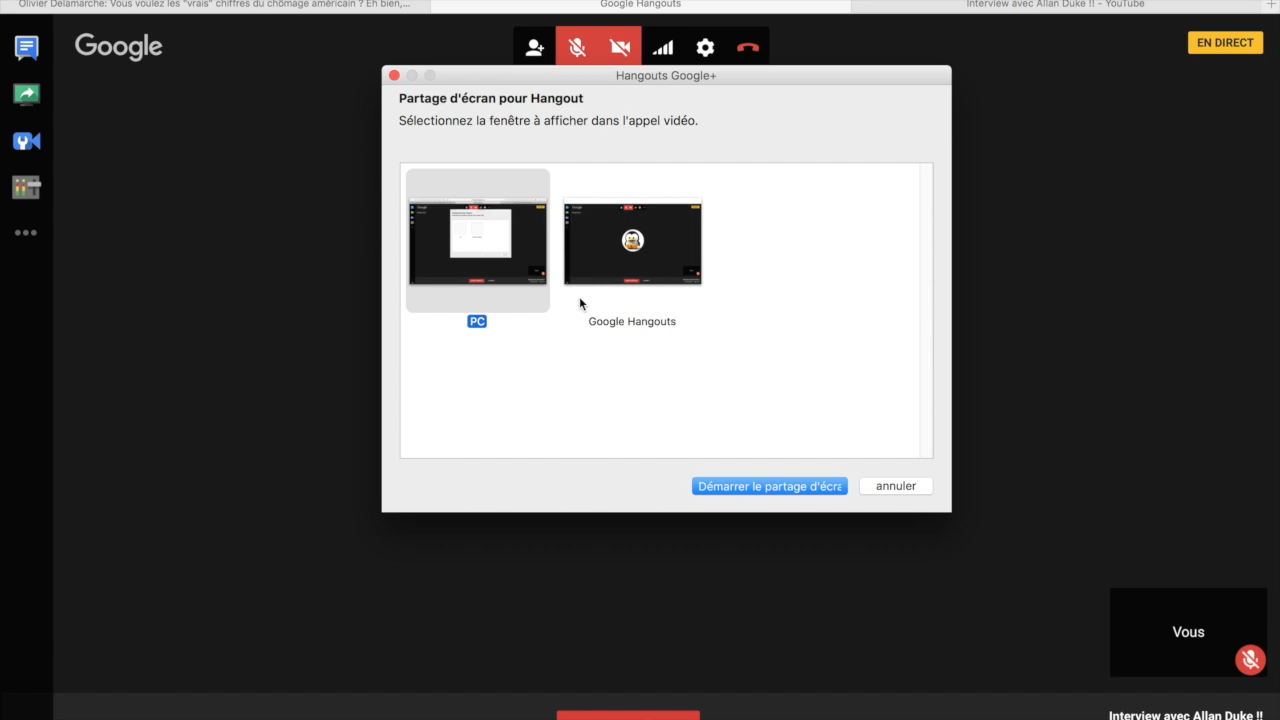 Olivier Delamarche: Vous voulez les "vrais" chiffres du chômage américain ? Eh bien,...
Google Hangouts
Interview avec Allan Duke !! - YouTube
Google
EN DIRECT
Hangouts Google+
Partage d'écran pour Hangout
Sélectionnez la fenêtre à afficher dans l'appel vidéo.
PC
Google Hangouts
Démarrer le partage d'écra
annuler
Vous
Interview avec Allan Duke !!